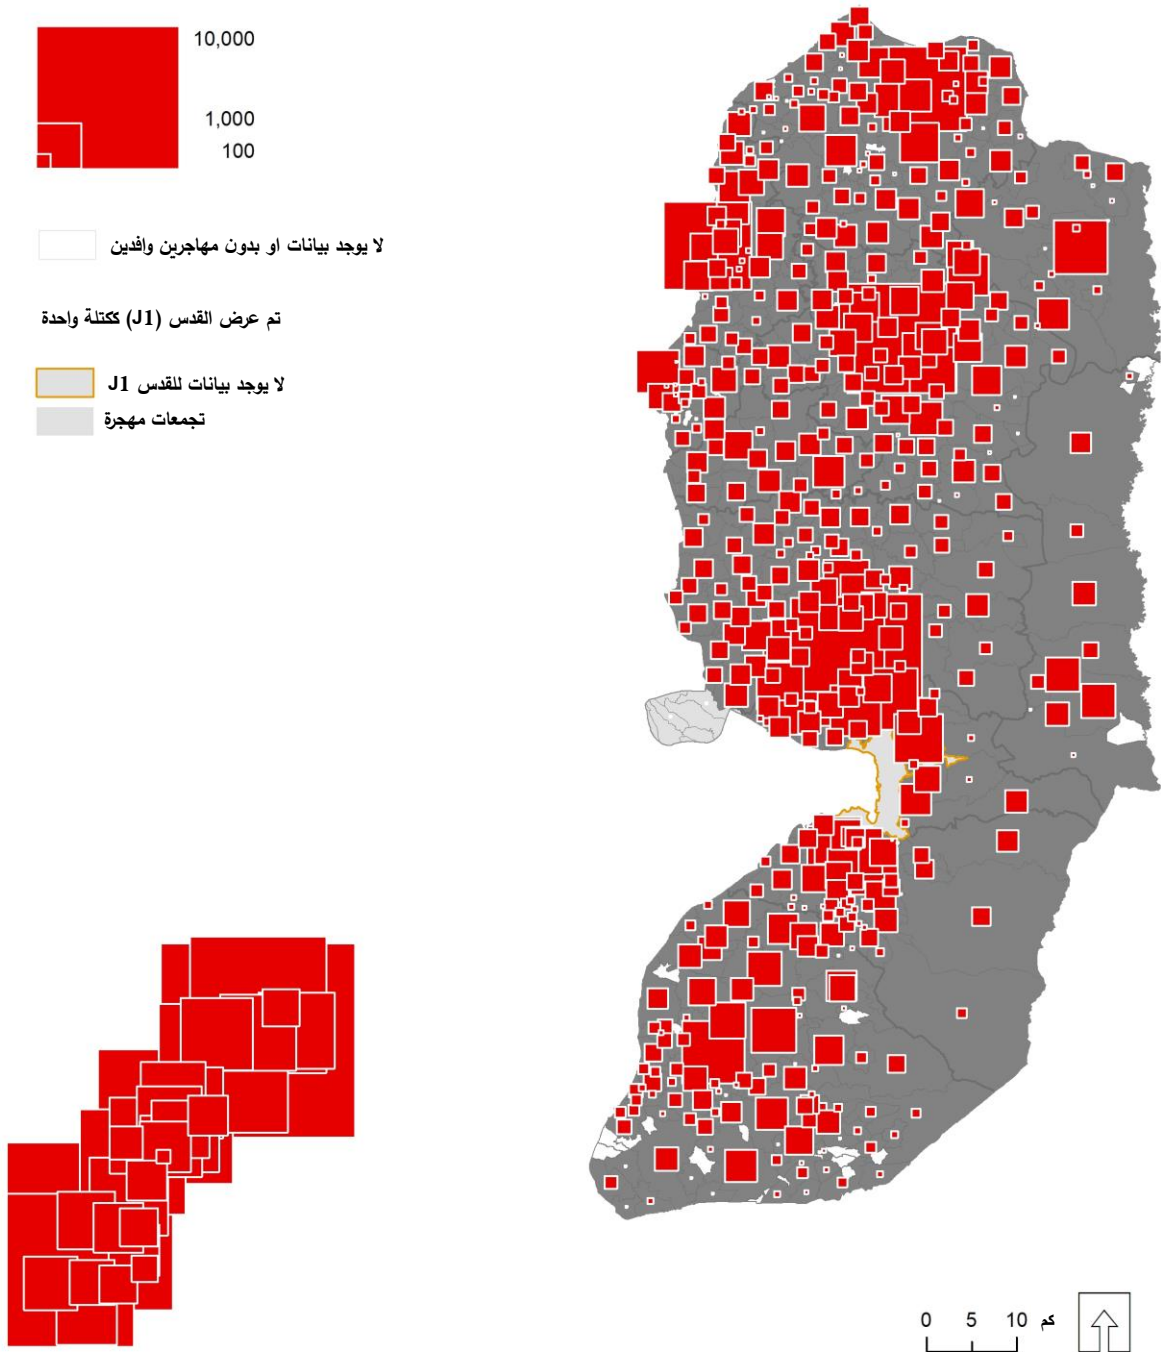 10,000
1,000
100
لا يوجد بيانات او بدون مهاجرين وافدين
تم عرض القدس (J1) ككتلة واحدة
لا يوجد بيانات للقدس J1
تجمعات مهجرة
0 5 10 كم